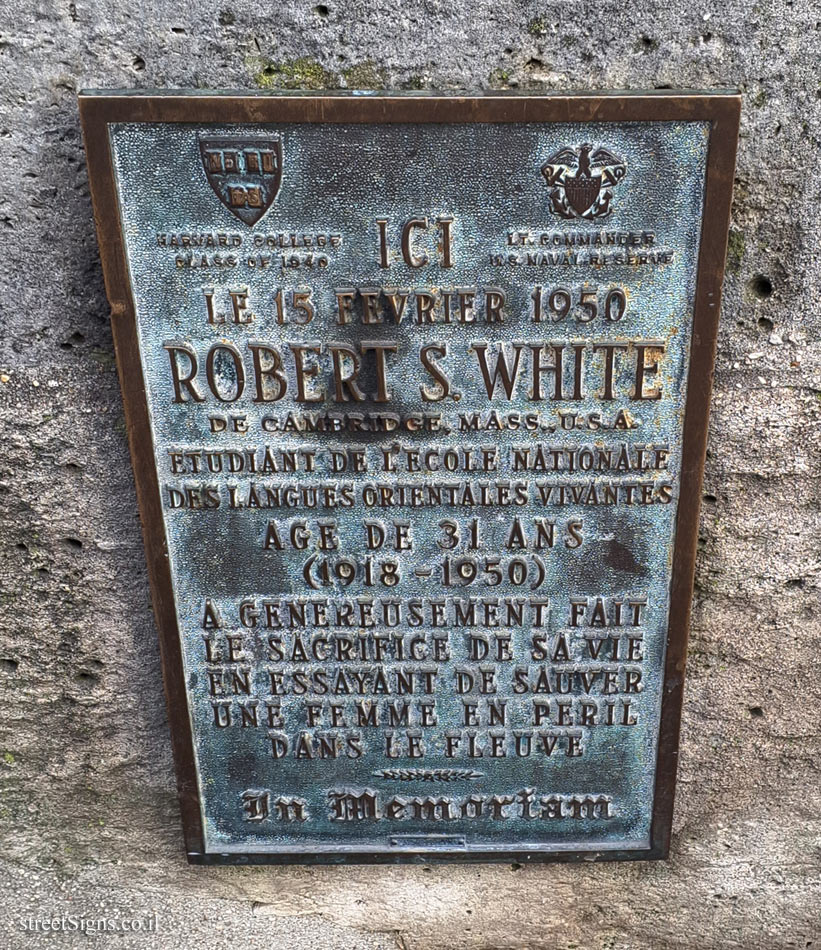 HARVARD COLLEGE
CLASS OF 1940
LT. COMMANDER
U.S. NAVAL RESERVE
ICI
LE 15 FEVRIER 1950
ROBERT S. WHITE
DE CAMBRIDGE, MASS., U.S.A.
ETUDIANT DE L'ECOLE NATIONALE
DES LANGUES ORIENTALES VIVANTES
AGE DE 31 ANS
(1918 - 1950)
A GENEREUSEMENT FAIT
LE SACRIFICE DE SA VIE
EN ESSAYANT DE SAUVER
UNE FEMME EN PERIL
DANS LE FLEUVE
In Memoriam
streetSigns.co.il